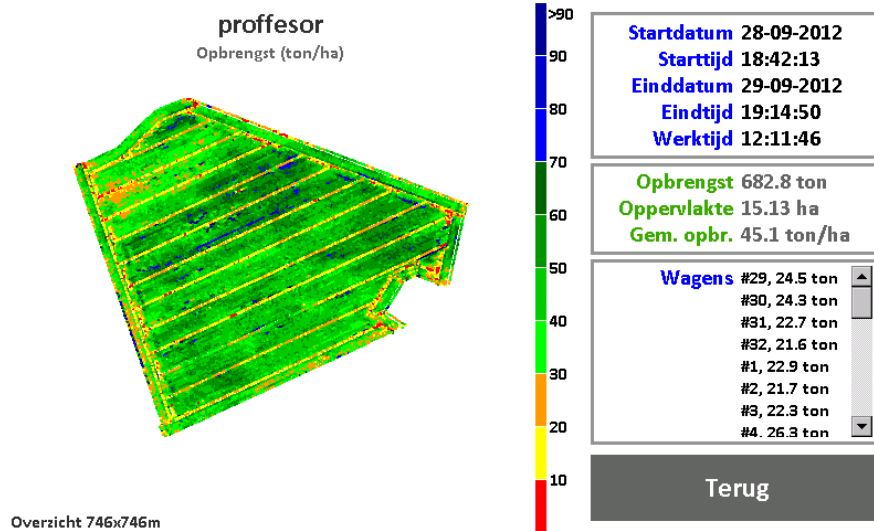 proffesor
Opbrengst (ton/ha)
>90
90
80
70
60
50
40
30
20
10
Overzicht 746x746m
Startdatum 28-09-2012
Starttijd 18:42:13
Einddatum 29-09-2012
Eindtijd 19:14:50
Werktijd 12:11:46
Opbrengst 682.8 ton
Oppervlakte 15.13 ha
Gem. opbr. 45.1 ton/ha
Wagens #29, 24.5 ton
#30, 24.3 ton
#31, 22.7 ton
#32, 21.6 ton
#1, 22.9 ton
#2, 21.7 ton
#3, 22.3 ton
#4, 26.3 ton
Terug